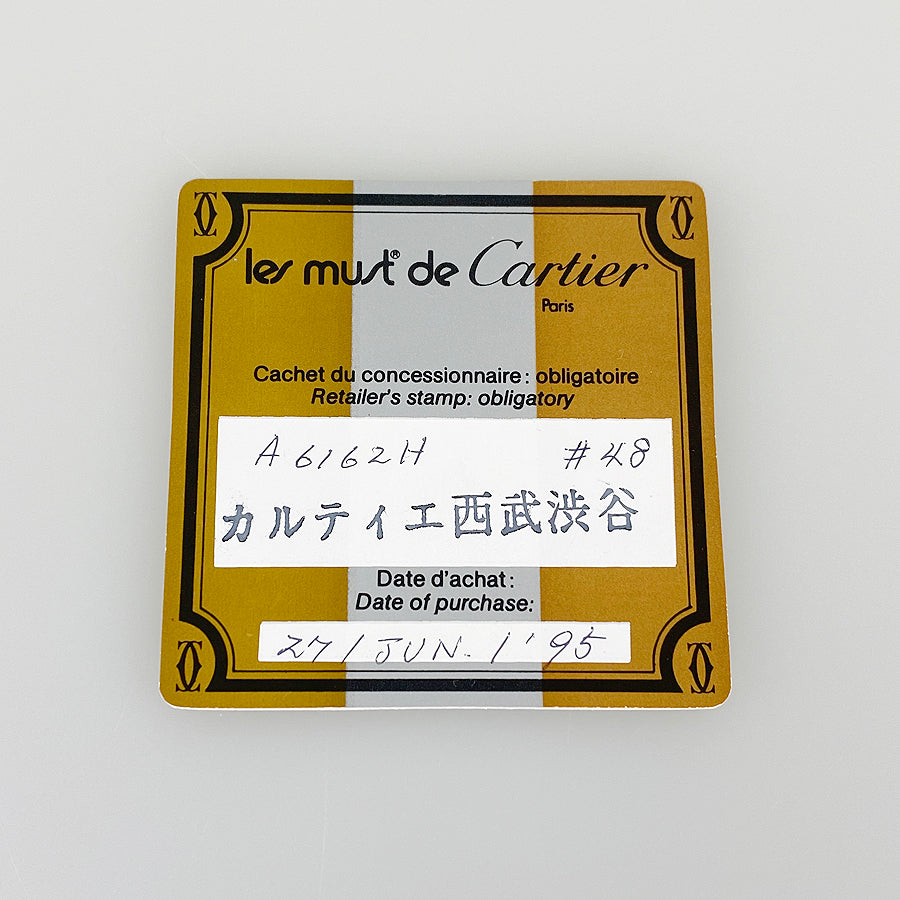 les must® de Cartier
Paris
Cachet du concessionnaire : obligatoire
Retailer's stamp: obligatory
A6162H #48
カルティエ西武渋谷
Date d'achat :
Date of purchase:
27/JUN./'95